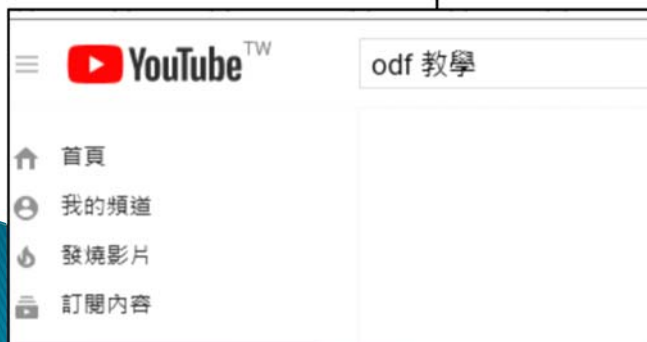 YouTube TW
odf 教學
首頁
我的頻道
發燒影片
訂閱內容